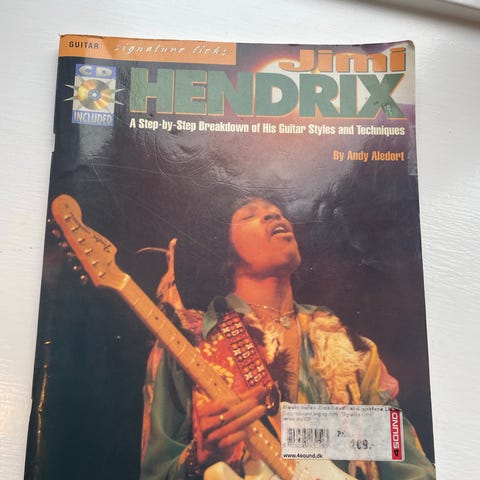 GUITAR signature licks
CD
INCLUDED
Jimi
HENDRIX
A Step-by-Step Breakdown of His Guitar Styles and Techniques
By Andy Aledort
209.-
4SOUND
www.4sound.dk